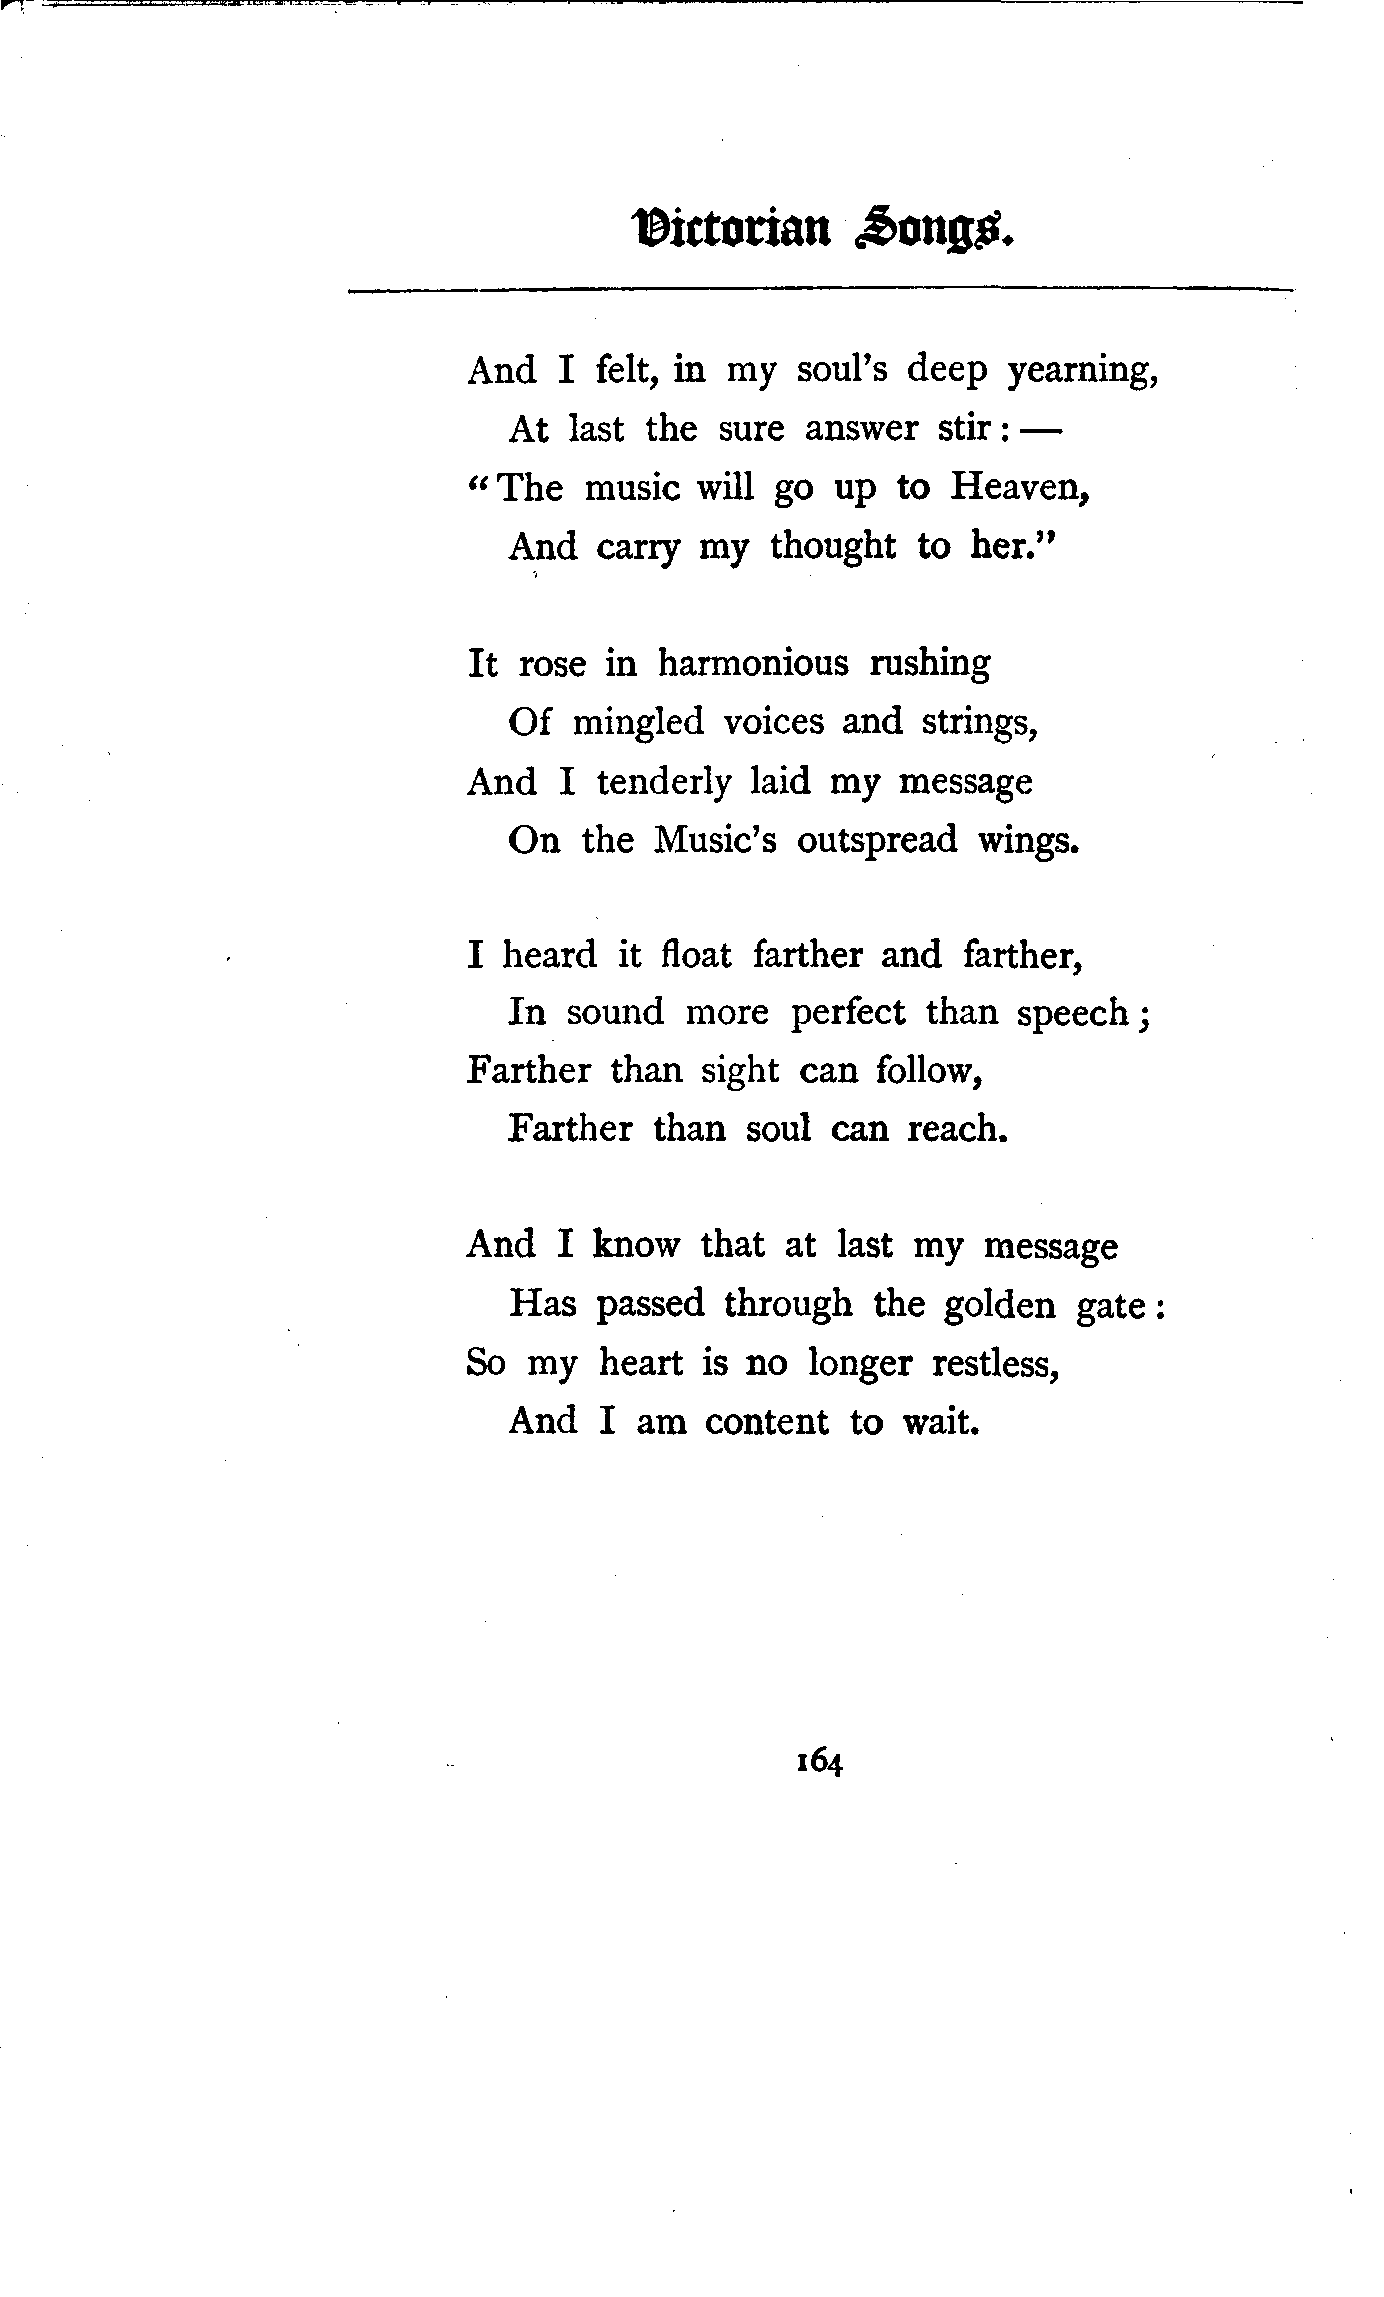 Victorian Songs.
And I felt, in my soul's deep yearning,
At last the sure answer stir: —
"The music will go up to Heaven,
And carry my thought to her."
It rose in harmonious rushing
Of mingled voices and strings,
And I tenderly laid my message
On the Music's outspread wings.
I heard it float farther and farther,
In sound more perfect than speech;
Farther than sight can follow,
Farther than soul can reach.
And I know that at last my message
Has passed through the golden gate:
So my heart is no longer restless,
And I am content to wait.
164